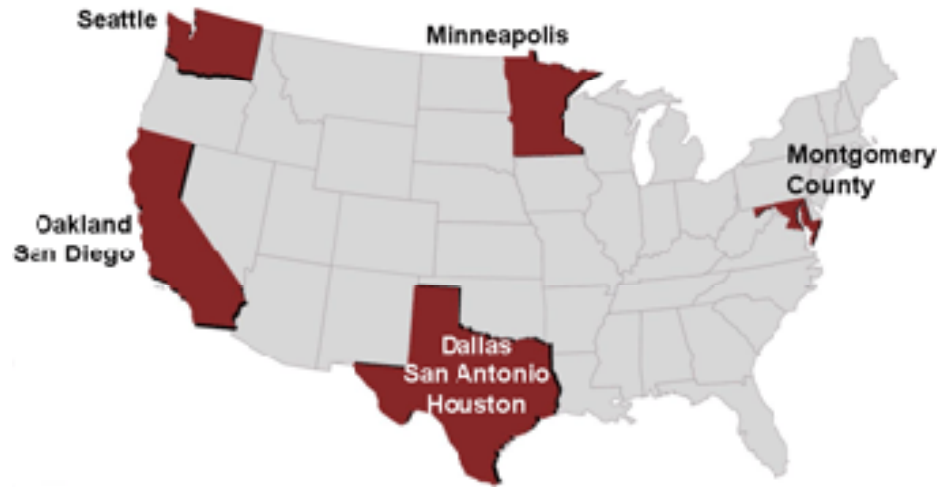 Seattle
Minneapolis
Montgomery
County
Oakland
San Diego
Dallas
San Antonio
Houston